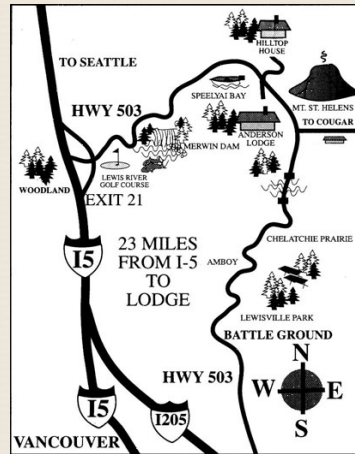 HILLTOP
HOUSE
TO SEATTLE
SPEELYAI BAY
HWY 503
MT. ST. HELENS
ANDERSON
LODGE
TO COUGAR
MERWIN DAM
LEWIS RIVER
GOLF COURSE
WOODLAND
EXIT 21
CHELATCHIE PRAIRIE
I5
23 MILES
FROM I-5
TO
LODGE
AMBOY
LEWISVILLE PARK
BATTLE GROUND
N
HWY 503
W E
S
I5
I205
VANCOUVER